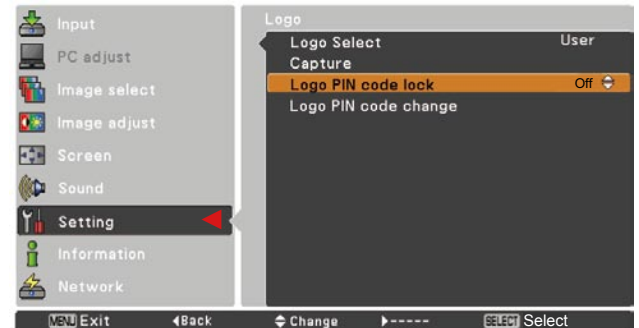 Input
PC adjust
Image select
Image adjust
Screen
Sound
Setting
Information
Network
Logo
Logo Select User
Capture
Logo PIN code lock Off
Logo PIN code change
MENU Exit ◀Back Change ▶----- SELECT Select